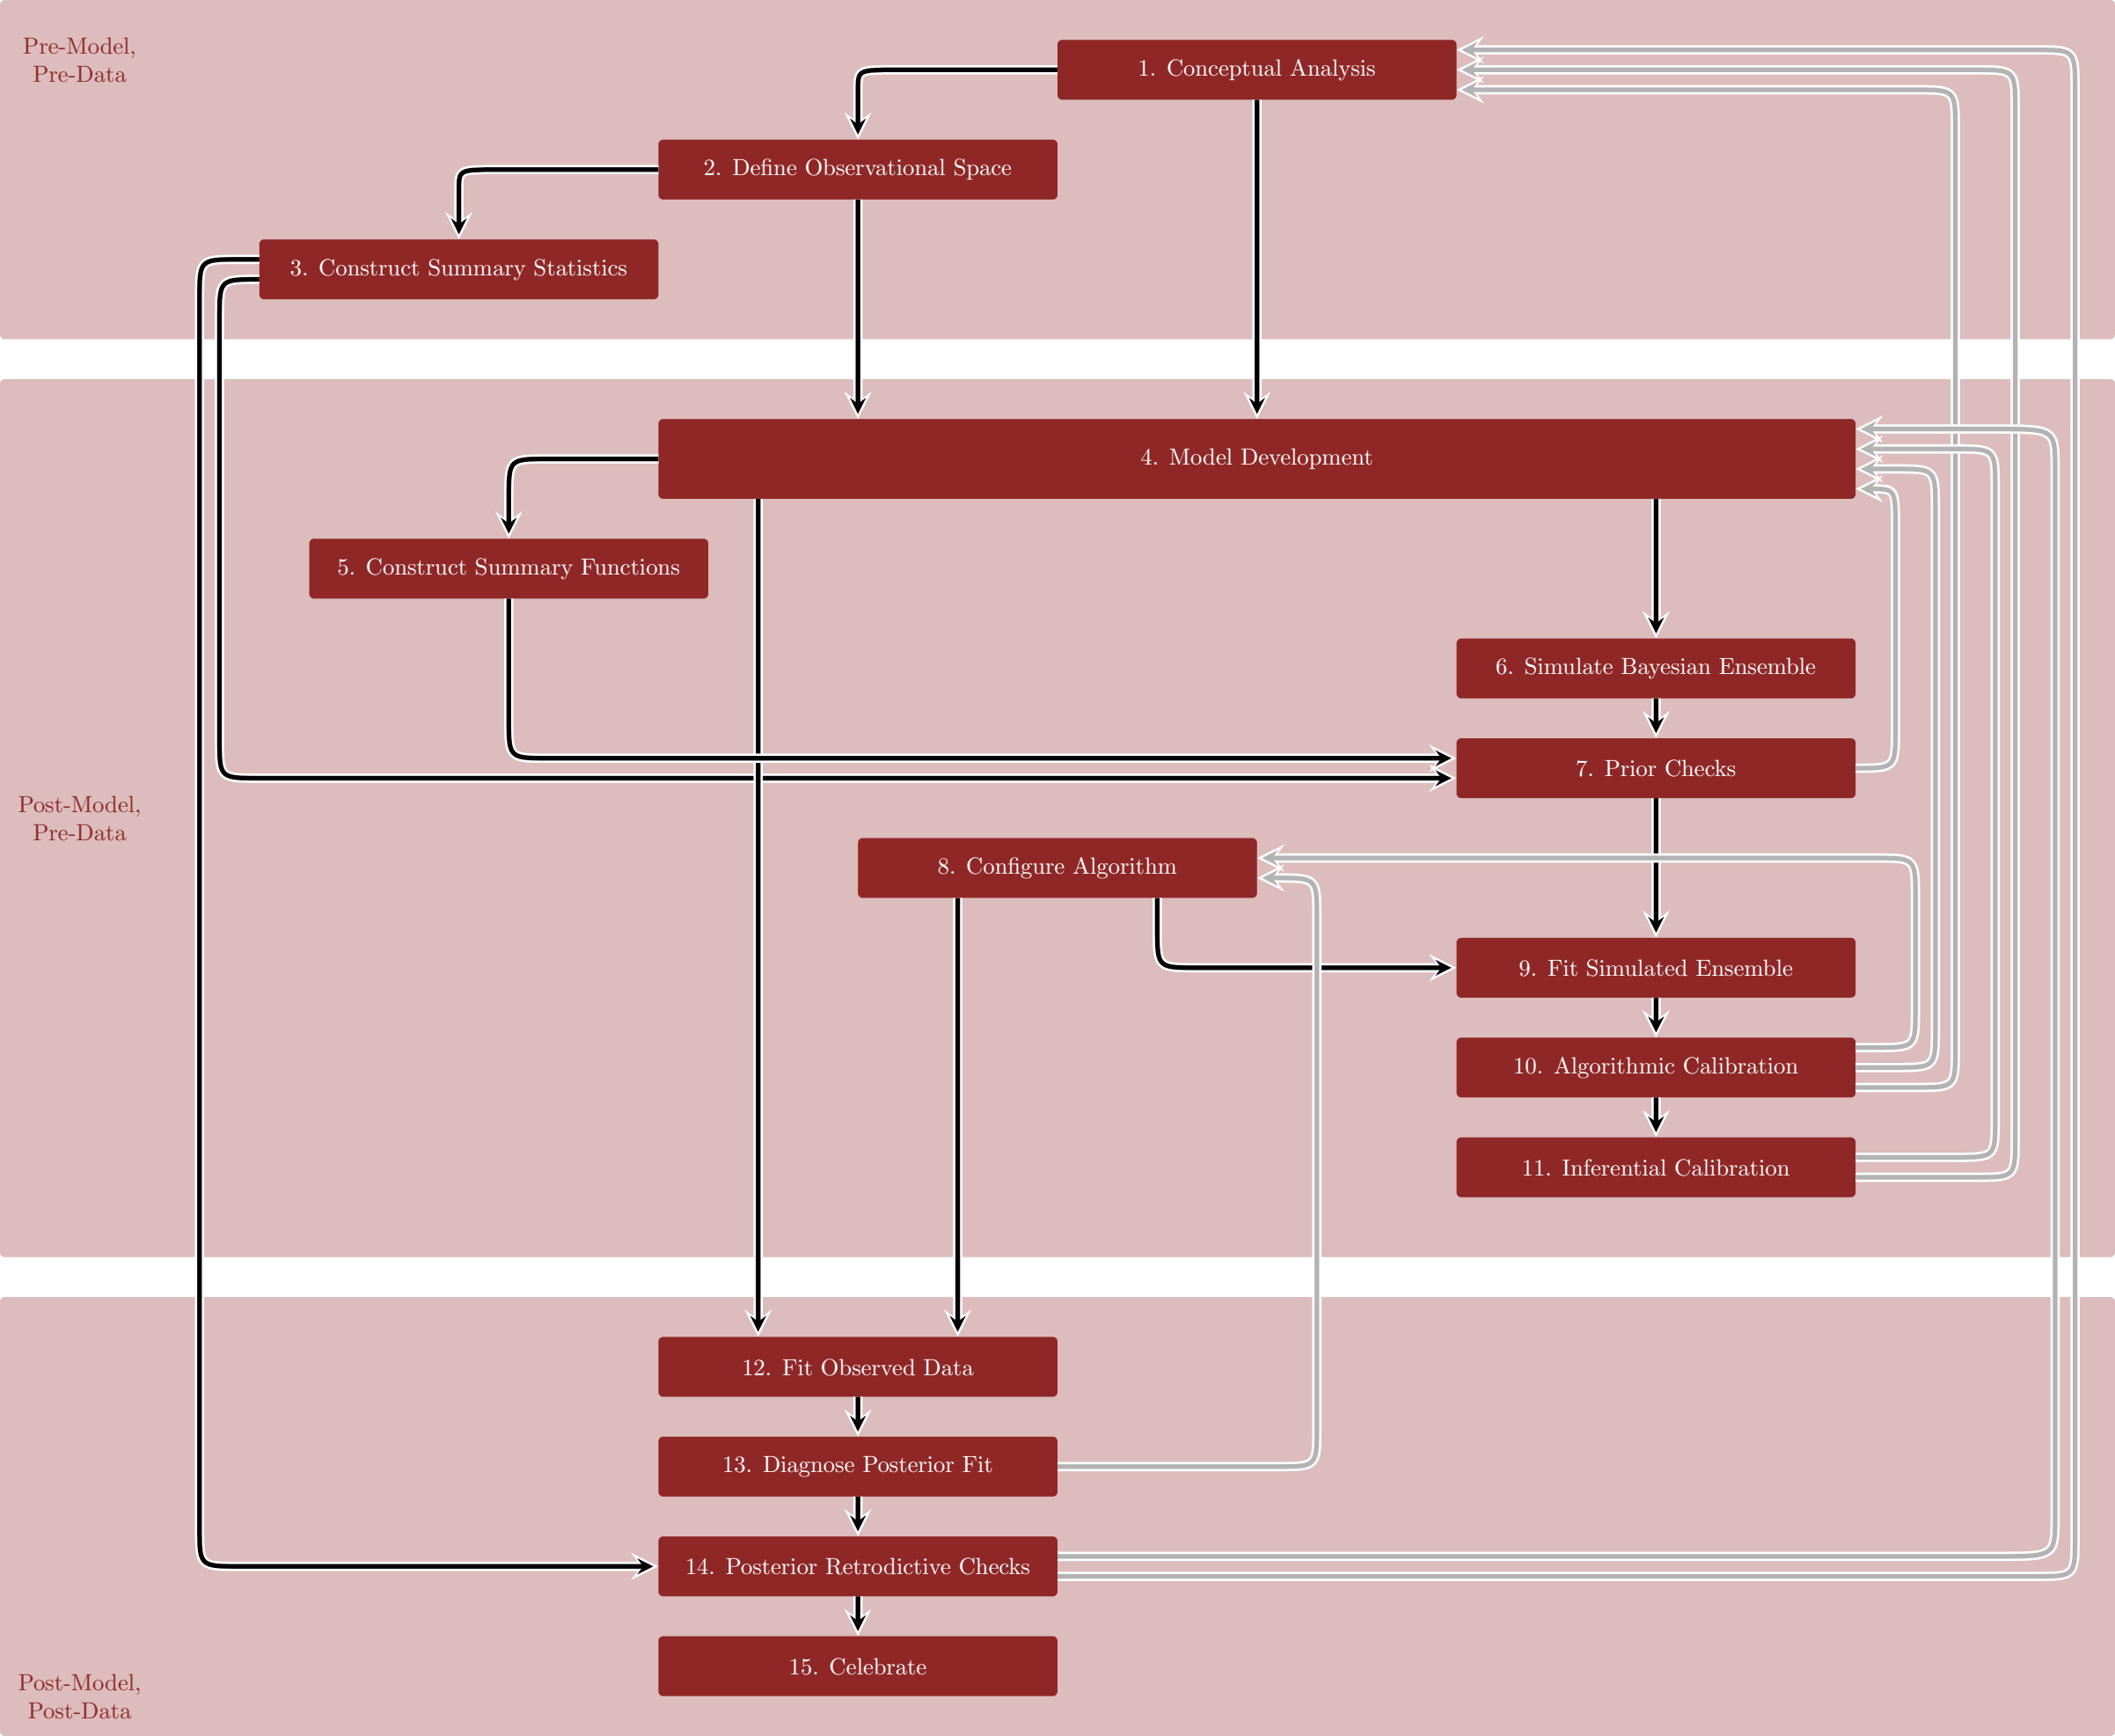 Pre-Model,
Pre-Data
1. Conceptual Analysis
2. Define Observational Space
3. Construct Summary Statistics
4. Model Development
5. Construct Summary Functions
6. Simulate Bayesian Ensemble
7. Prior Checks
Post-Model,
Pre-Data
8. Configure Algorithm
9. Fit Simulated Ensemble
10. Algorithmic Calibration
11. Inferential Calibration
12. Fit Observed Data
13. Diagnose Posterior Fit
14. Posterior Retrodictive Checks
15. Celebrate
Post-Model,
Post-Data